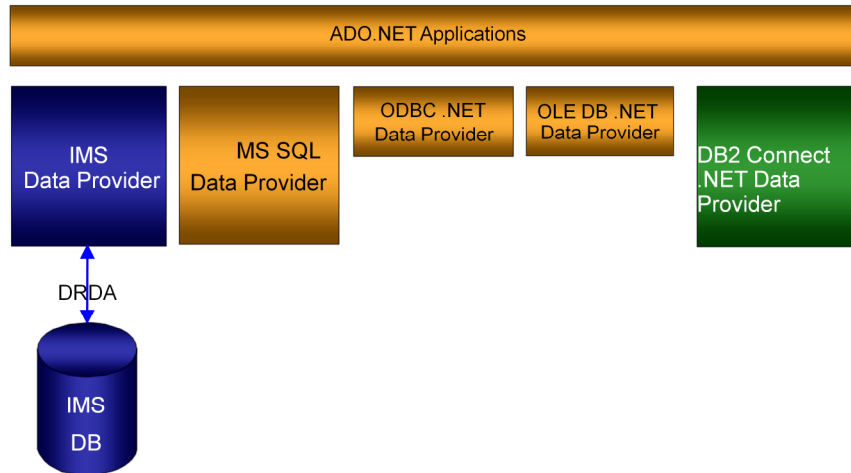 ADO.NET Applications
IMS
Data Provider
MS SQL
Data Provider
ODBC .NET
Data Provider
OLE DB .NET
Data Provider
DB2 Connect
.NET Data
Provider
DRDA
IMS
DB